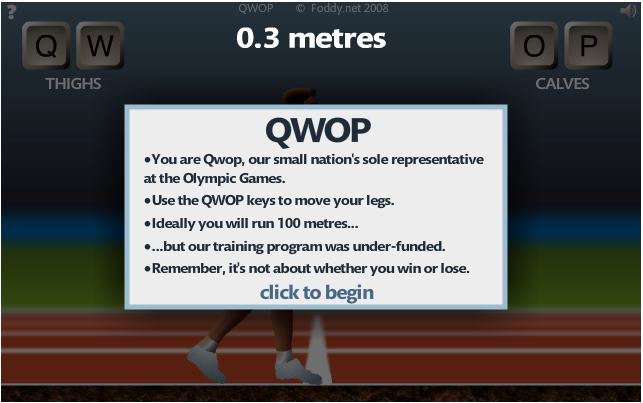 ?
QWOP © Foddy.net 2008
Q W
0.3 metres
O P
THIGHS
CALVES
QWOP
•You are Qwop, our small nation's sole representative
at the Olympic Games.
•Use the QWOP keys to move your legs.
•Ideally you will run 100 metres...
•...but our training program was under-funded.
•Remember, it's not about whether you win or lose.
click to begin